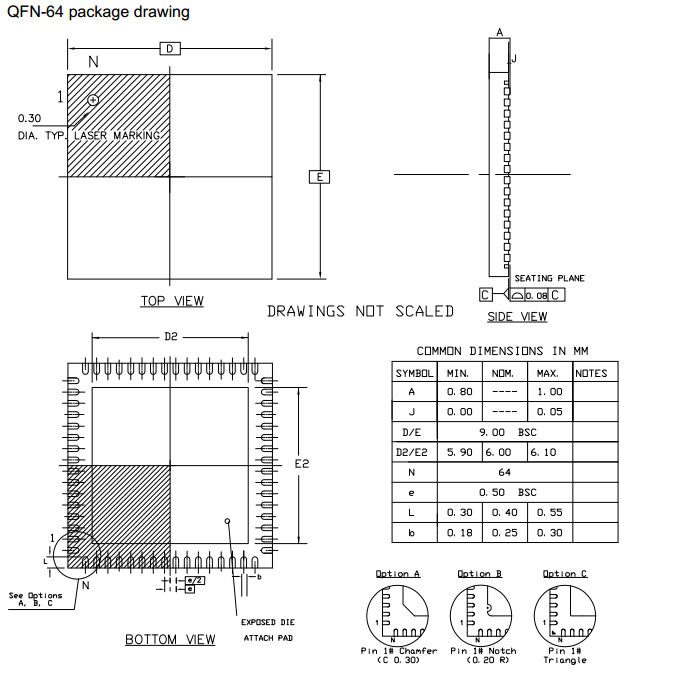 QFN-64 package drawing
D
A
N
J
1
0.30
DIA. TYP. LASER MARKING
E
SEATING PLANE
C
0.08 C
TOP VIEW
DRAWINGS NOT SCALED
SIDE VIEW
D2
COMMON DIMENSIONS IN MM
SYMBOL MIN. NOM. MAX. NOTES
A 0.80 ---- 1.00
J 0.00 ---- 0.05
D/E 9.00 BSC
D2/E2 5.90 6.00 6.10
N 64
e 0.50 BSC
L 0.30 0.40 0.55
b 0.18 0.25 0.30
E2
1
L
N
e/2
e
b
See Options
A, B, C
EXPOSED DIE
ATTACH PAD
BOTTOM VIEW
Option A Option B Option C
1 1 1
N N N
Pin 1# Chamfer
(C 0.30)
Pin 1# Notch
(0.20 R)
Pin 1#
Triangle